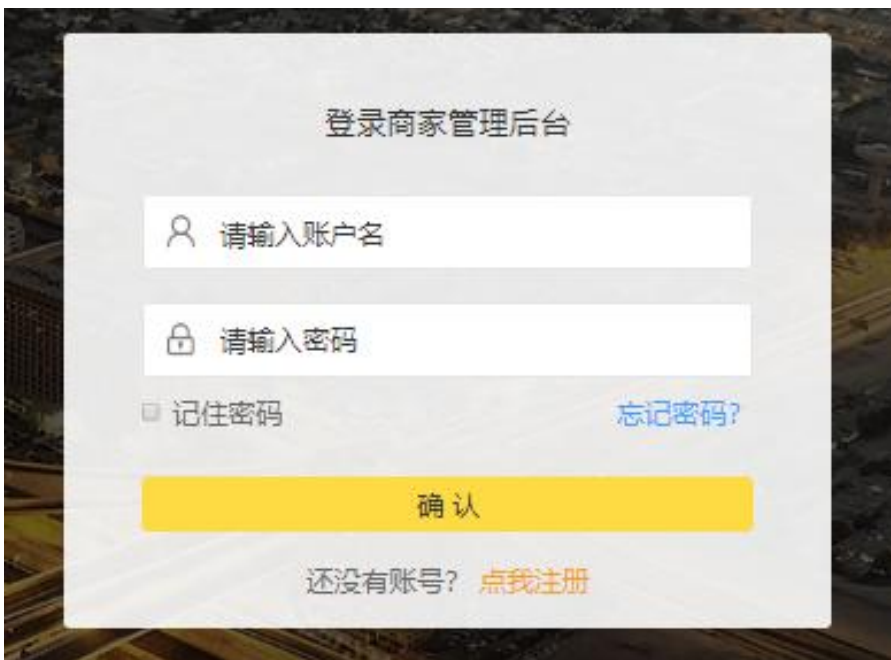 登录商家管理后台
请输入账户名
请输入密码
记住密码 忘记密码?
确 认
还没有账号? 点我注册